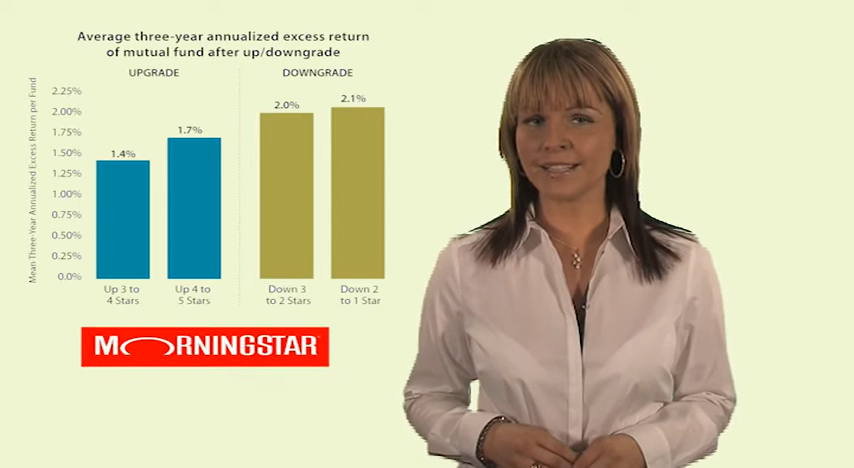 Average three-year annualized excess return
of mutual fund after up/downgrade
UPGRADE
DOWNGRADE
Mean Three-Year Annualized Excess Return per Fund
2.25%
2.00%
1.75%
1.50%
1.25%
1.00%
0.75%
0.50%
0.25%
0.0%
1.4%
1.7%
2.0%
2.1%
Up 3 to
4 Stars
Up 4 to
5 Stars
Down 3
to 2 Stars
Down 2
to 1 Star
MORNINGSTAR